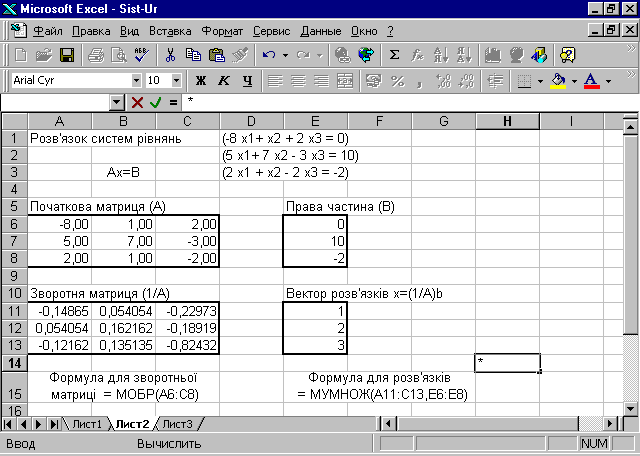 Microsoft Excel - Sist-Ur
Файл Правка Вид Вставка Формат Сервис Данные Окно ?
Arial Cyr 10 Ж К Ч
= *
A B C D E F G H I
1 Розв'язок систем рівнянь (-8 x1+ x2 + 2 x3 = 0)
2 (5 x1+ 7 x2 - 3 x3 = 10)
3 Ax=B (2 x1 + x2 - 2 x3 = -2)
4
5 Початкова матриця (A) Права частина (B)
6 -8,00 1,00 2,00 0
7 5,00 7,00 -3,00 10
8 2,00 1,00 -2,00 -2
9
10 Зворотня матриця (1/A) Вектор розв'язків x=(1/A)b
11 -0,14865 0,054054 -0,22973 1
12 0,054054 0,162162 -0,18919 2
13 -0,12162 0,135135 -0,82432 3
14 *
Формула для зворотньої Формула для розв'язків
15 матриці = МОБР(A6:C8) = МУМНОЖ(A11:C13,E6:E8)
16
Лист1 Лист2 Лист3
Ввод Вычислить NUM